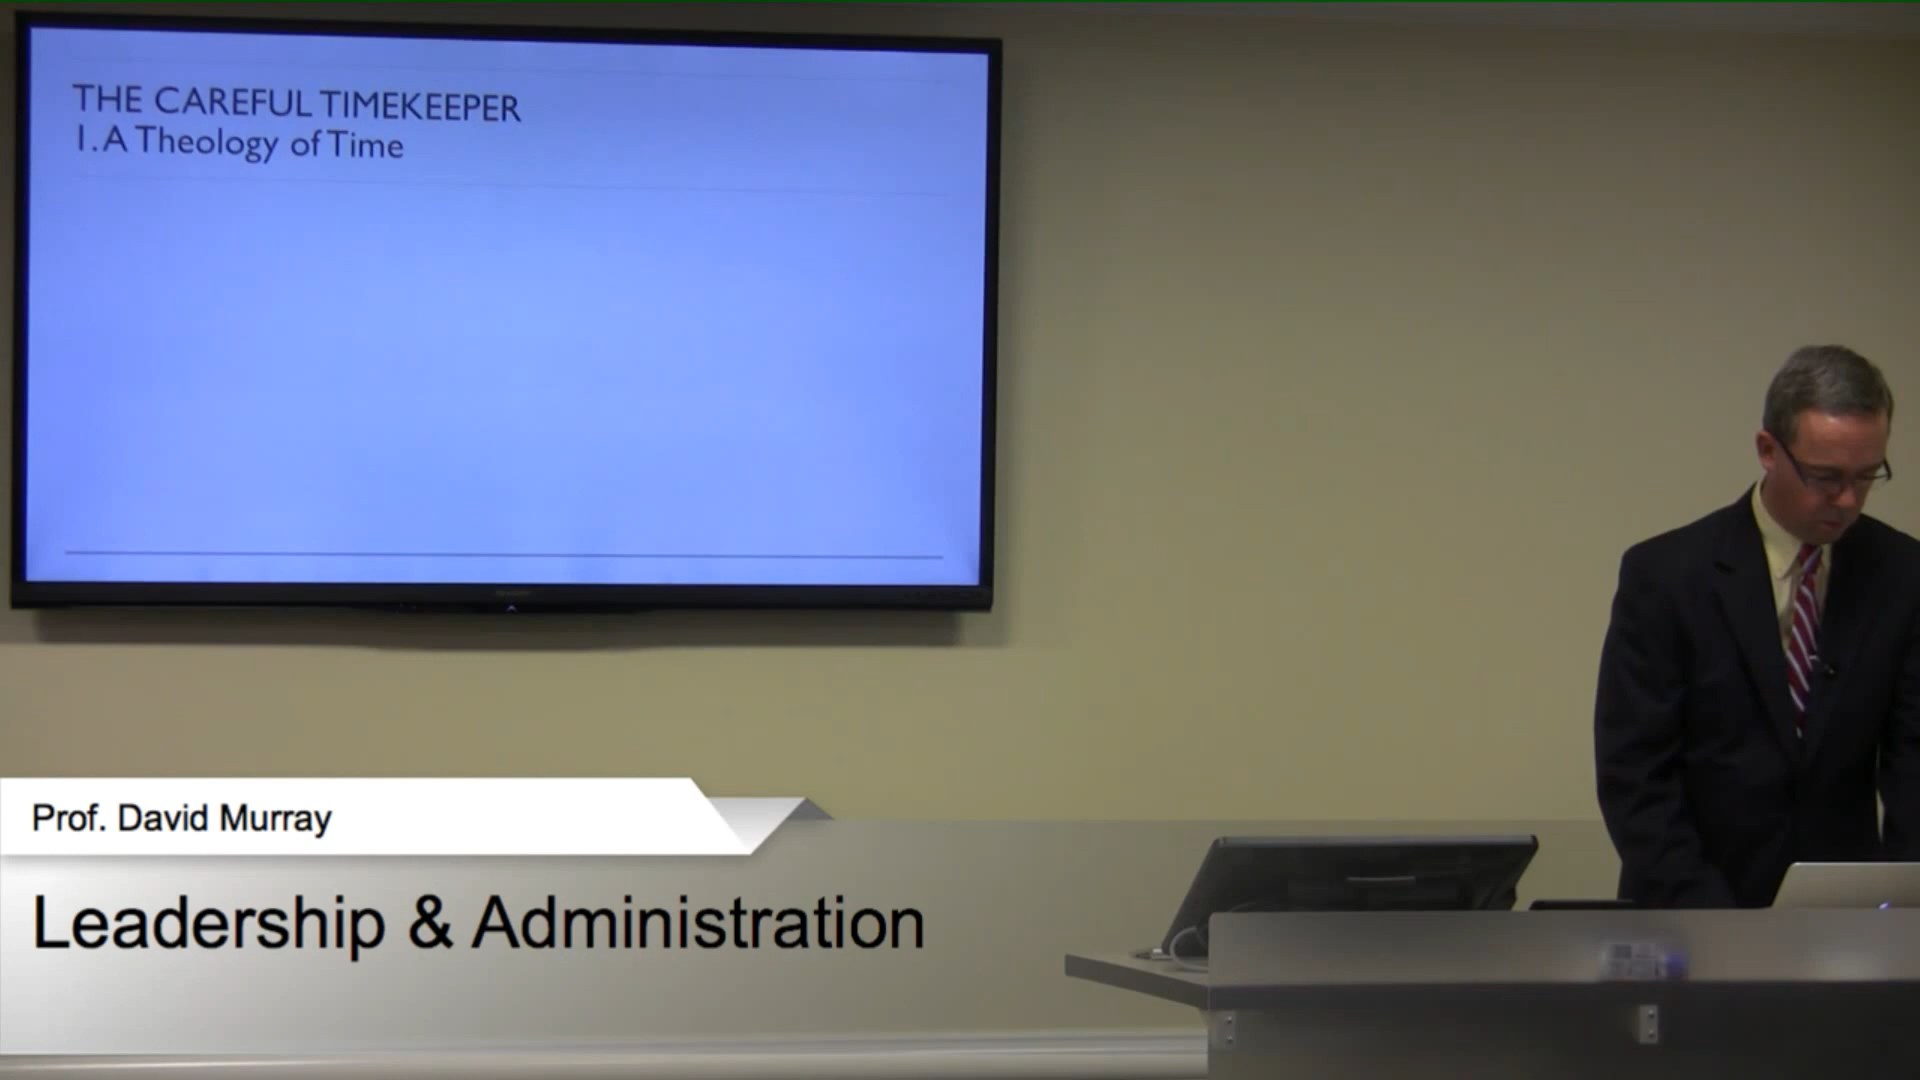 THE CAREFUL TIMEKEEPER
1. A Theology of Time
Prof. David Murray
Leadership & Administration